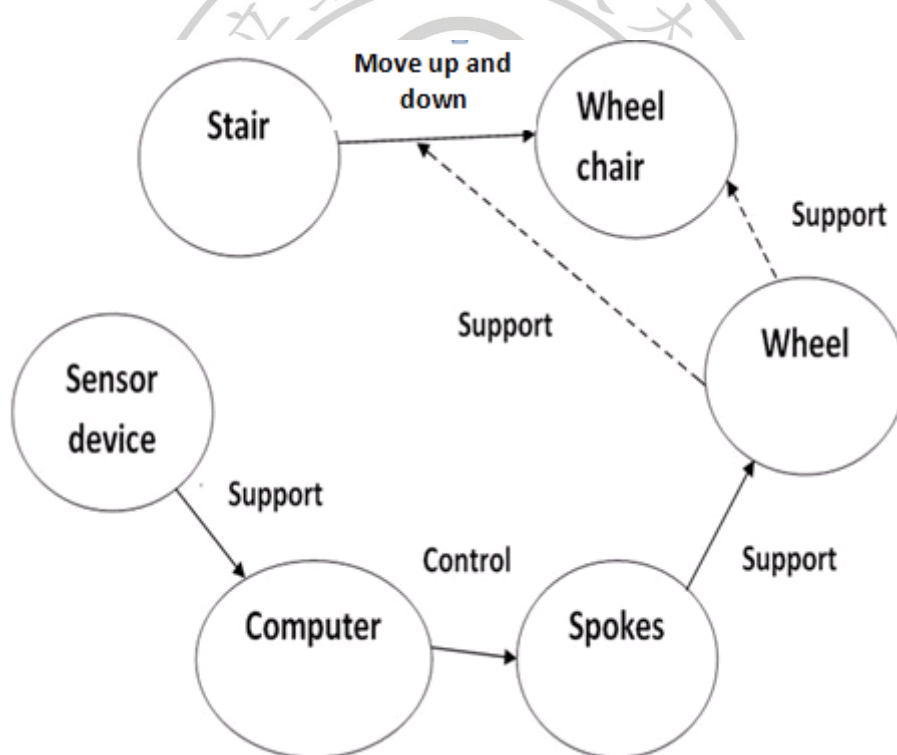 Move up and
down
Stair
Wheel
chair
Support
Support
Wheel
Sensor
device
Support
Control
Support
Computer
Spokes